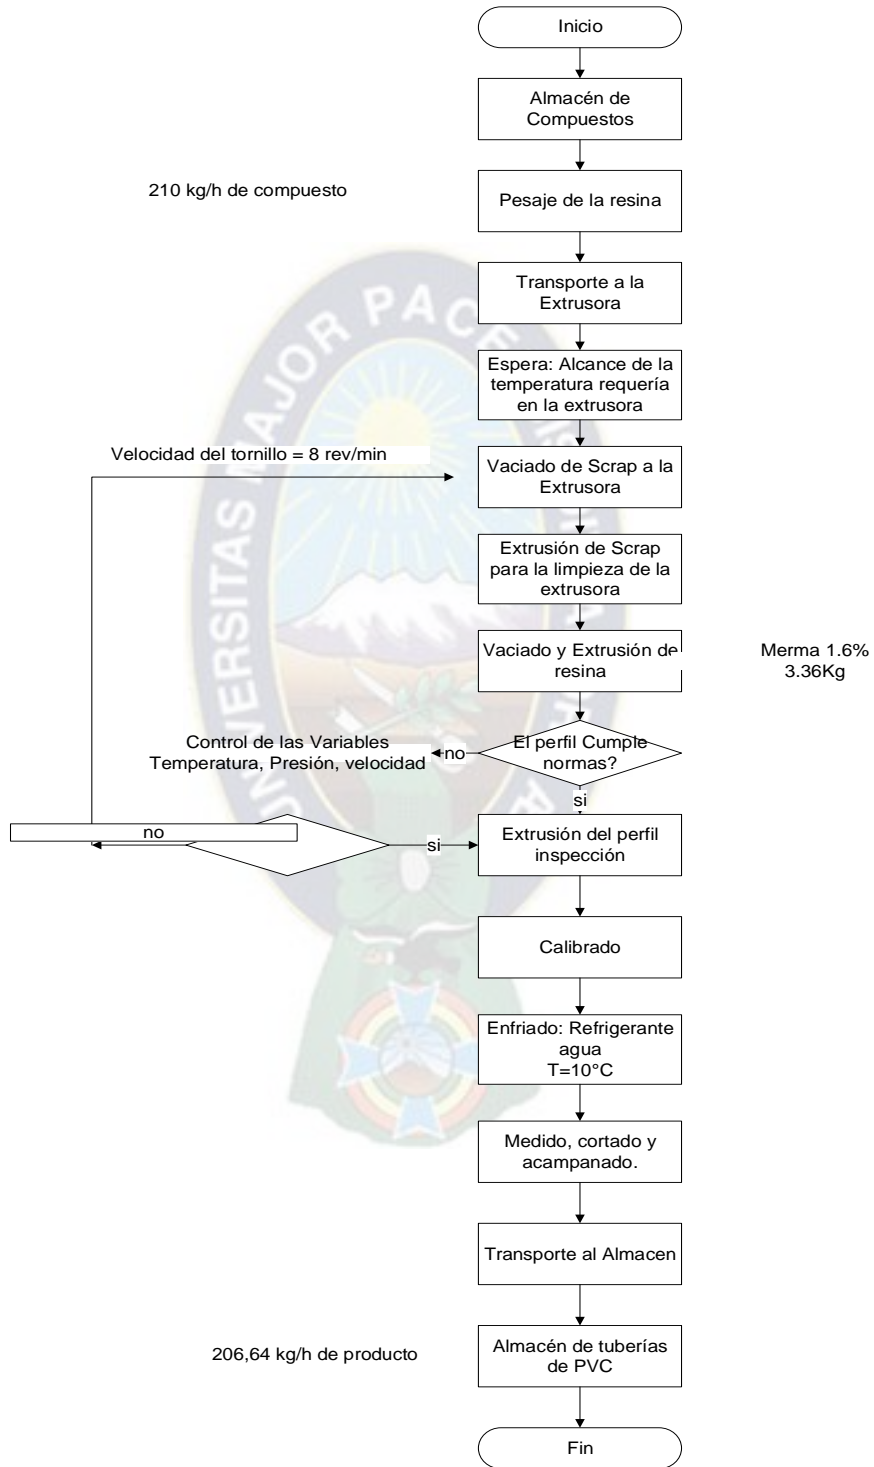 Inicio
Almacén de
Compuestos
210 kg/h de compuesto
Pesaje de la resina
Transporte a la
Extrusora
Espera: Alcance de la
temperatura requería
en la extrusora
Velocidad del tornillo = 8 rev/min
Vaciado de Scrap a la
Extrusora
Extrusión de Scrap
para la limpieza de la
extrusora
Vaciado y Extrusión de
resina
Merma 1.6%
3.36Kg
El perfil Cumple
normas?
no
Control de las Variables
Temperatura, Presión, velocidad
si
no
si
Extrusión del perfil
inspección
Calibrado
Enfriado: Refrigerante
agua
T=10°C
Medido, cortado y
acampanado.
Transporte al Almacen
206,64 kg/h de producto
Almacén de tuberías
de PVC
Fin
UNIVERSITAS MAJOR PACE